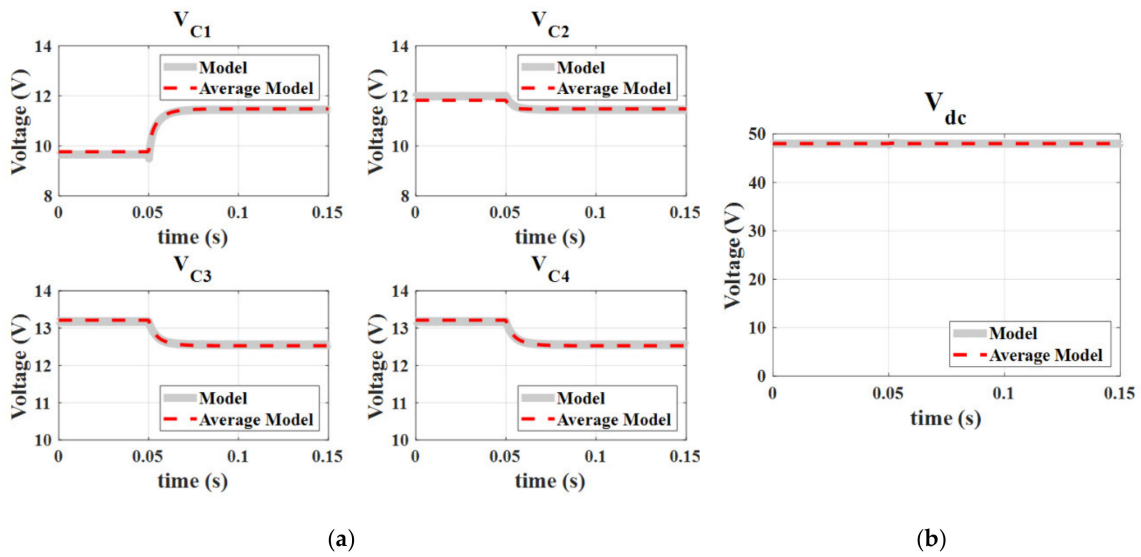 V_C1
14
12
10
8
Voltage (V)
Model
Average Model
0 0.05 0.1 0.15
time (s)
V_C2
14
12
10
8
Voltage (V)
Model
Average Model
0 0.05 0.1 0.15
time (s)
V_C3
14
13
12
11
10
Voltage (V)
Model
Average Model
0 0.05 0.1 0.15
time (s)
V_C4
14
13
12
11
10
Voltage (V)
Model
Average Model
0 0.05 0.1 0.15
time (s)
(a)
V_dc
50
40
30
20
10
0
Voltage (V)
Model
Average Model
0 0.05 0.1 0.15
time (s)
(b)